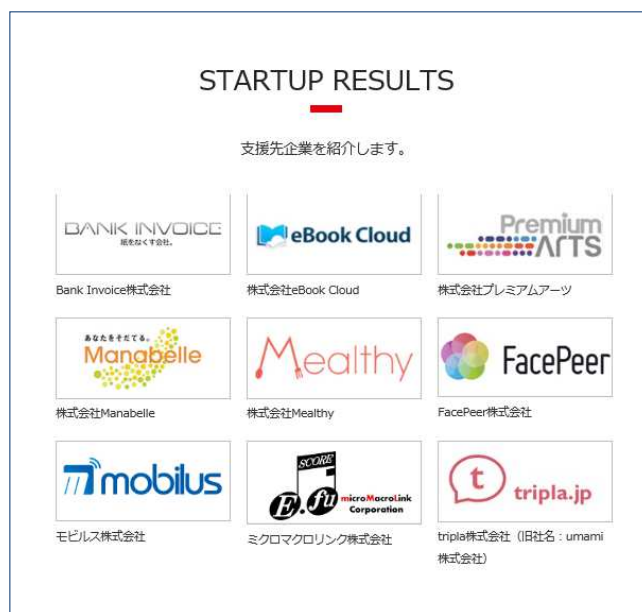 STARTUP RESULTS
支援先企業を紹介します。
BANK INVOICE
紙をなくす会社。
eBook Cloud
Premium
ARTS
Bank Invoice株式会社
株式会社eBook Cloud
株式会社プレミアムアーツ
あなたをそだてる。
Manabelle
Mealthy
FacePeer
株式会社Manabelle
株式会社Mealthy
FacePeer株式会社
mobilus
SCORE
E.fu
microMacroLink
Corporation
t
tripla.jp
モビルス株式会社
ミクロマクロリンク株式会社
tripla株式会社（旧社名：umami
株式会社）